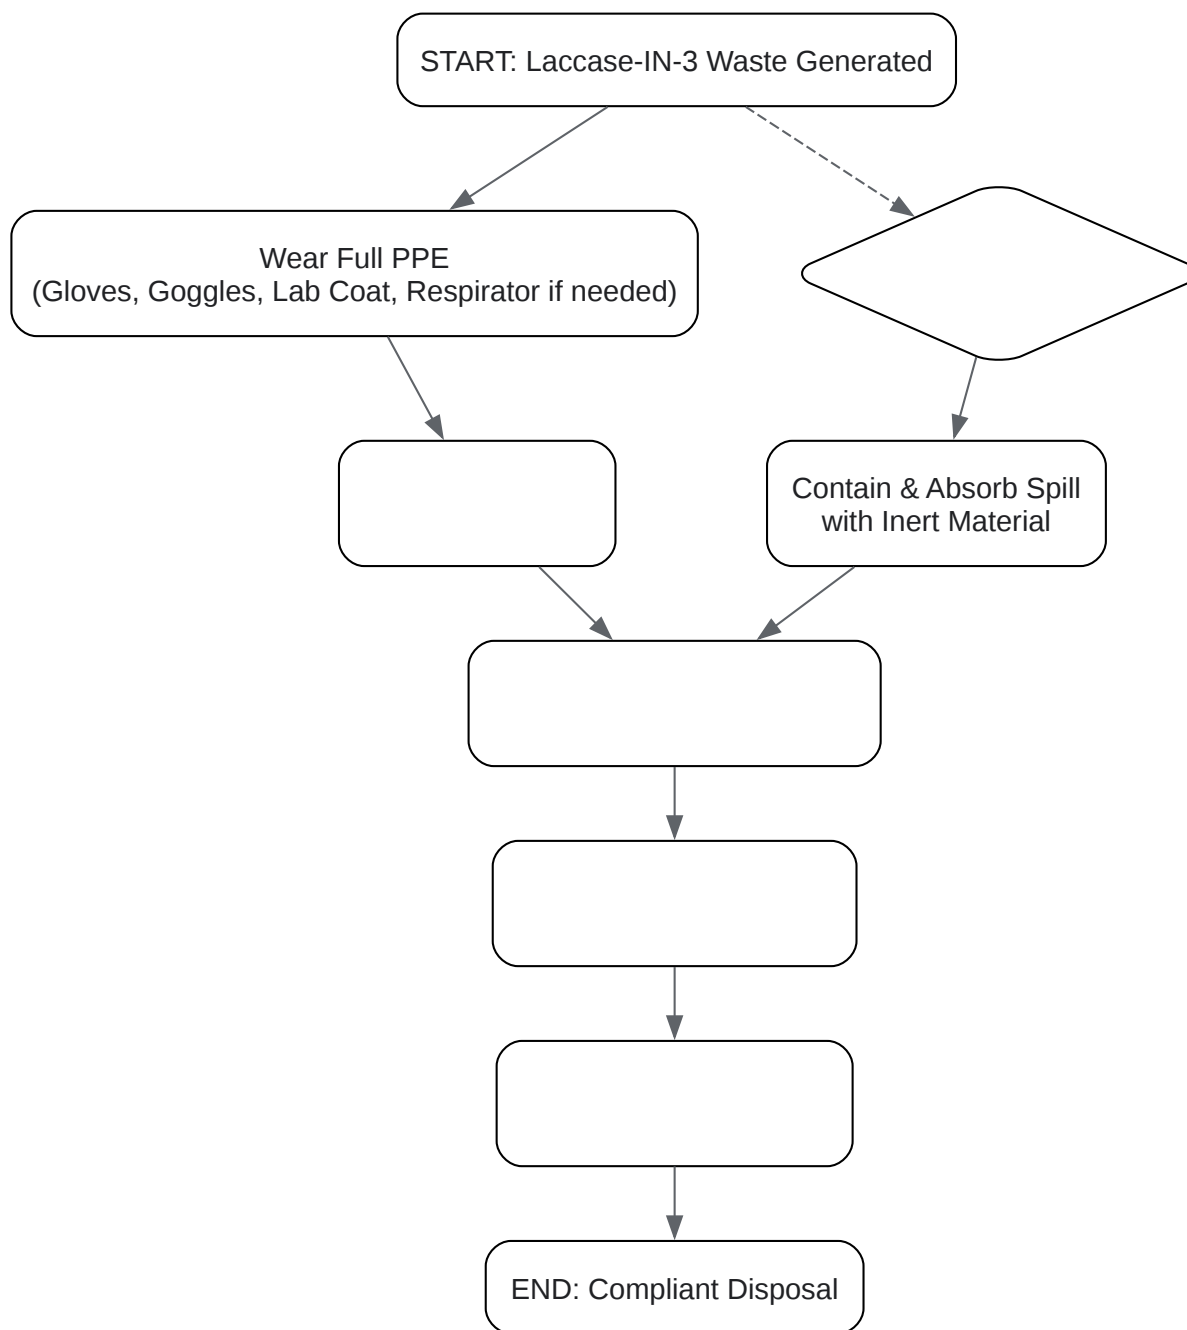 START: Laccase-IN-3 Waste Generated
Wear Full PPE
(Gloves, Goggles, Lab Coat, Respirator if needed)
Contain & Absorb Spill
with Inert Material
END: Compliant Disposal